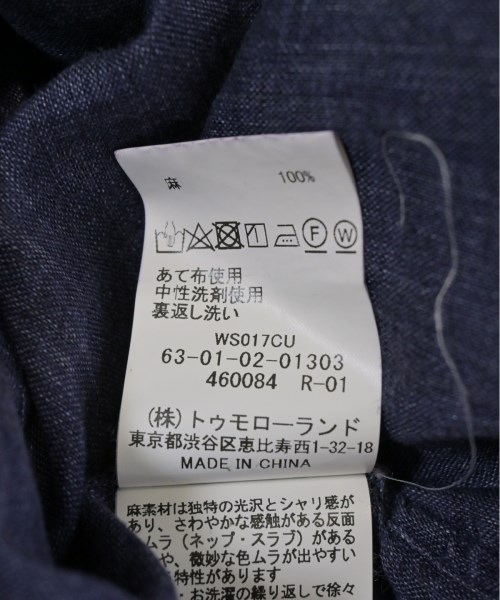 麻 100%
F W
あて布使用
中性洗剤使用
裏返し洗い
WS017CU
63-01-02-01303
460084 R-01
(株)トゥモローランド
東京都渋谷区恵比寿西1-32-18
MADE IN CHINA
麻素材は独特の光沢とシャリ感が
あり、さわやかな感触がある反面
ムラ(ネップ・スラブ)がある
や、微妙な色ムラが出やすい
特性があります
・お洗濯の繰り返しで徐々